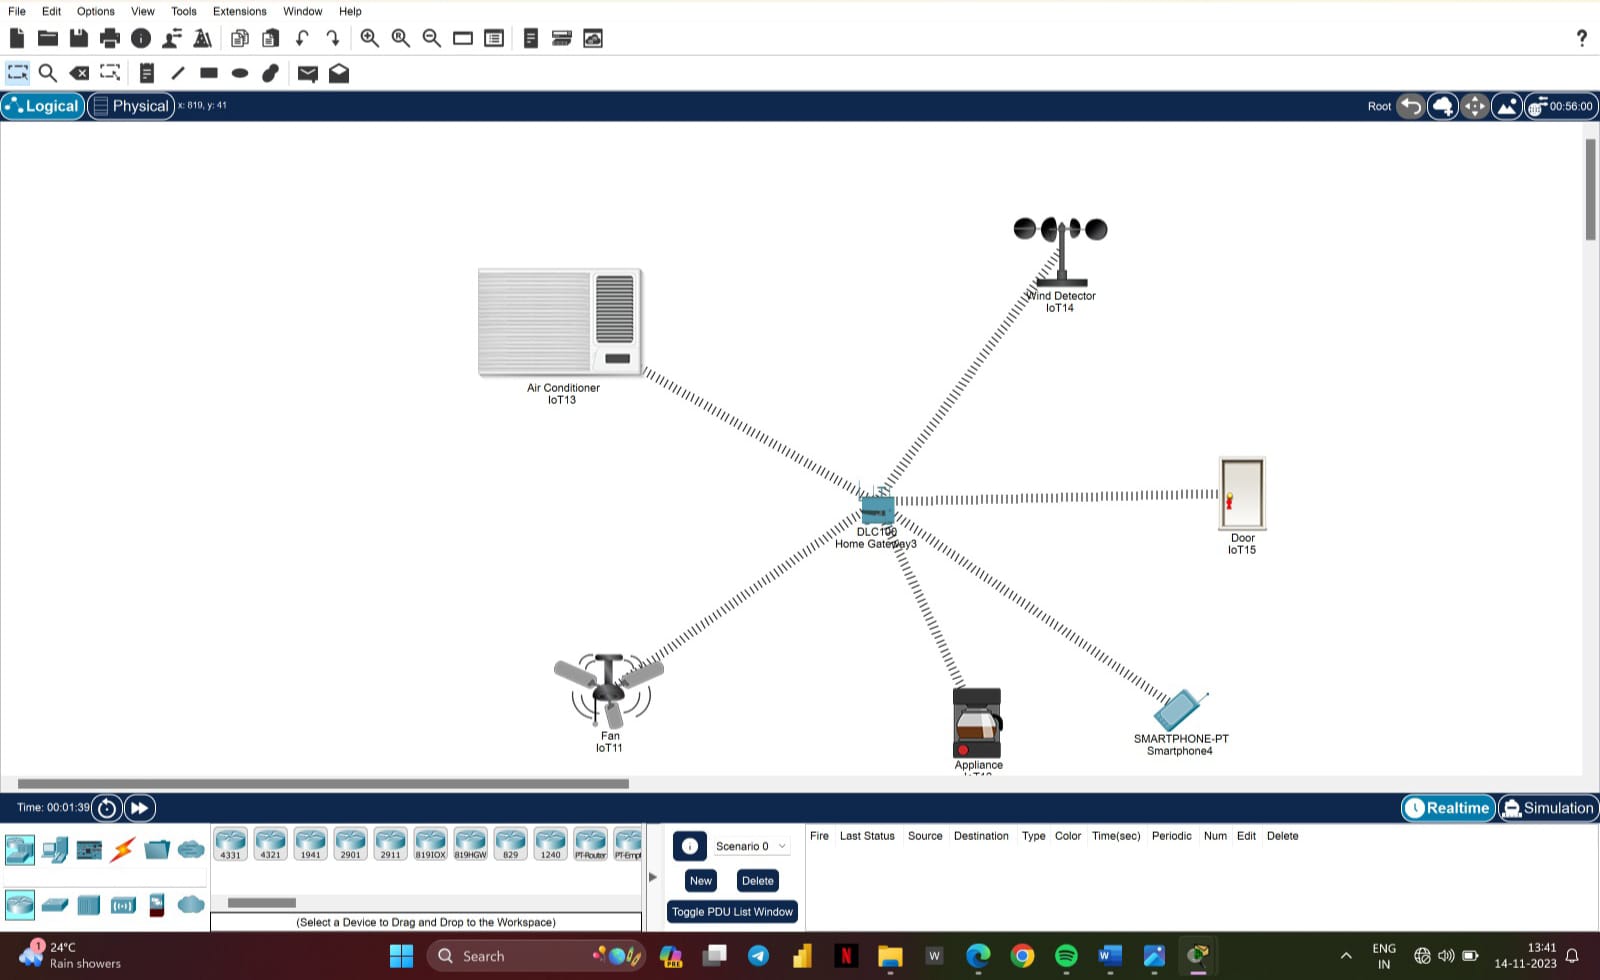 File Edit Options View Tools Extensions Window Help
?
Logical Physical x: 819, y: 41 Root 00:56:00
Wind Detector
IoT14
Air Conditioner
IoT13
DLC100
Home Gateway3
Door
IoT15
Fan
IoT11
SMARTPHONE-PT
Smartphone4
Appliance
Time: 00:01:39 Realtime Simulation
4331 4321 1941 2901 2911 819IOX 819HGW 829 1240 PT-Router
(Select a Device to Drag and Drop to the Workspace)
Scenario 0
New Delete
Toggle PDU List Window
Fire Last Status Source Destination Type Color Time(sec) Periodic Num Edit Delete
1
24°C
Rain showers
Search
PRE
N
W
W
ENG
IN
13:41
14-11-2023